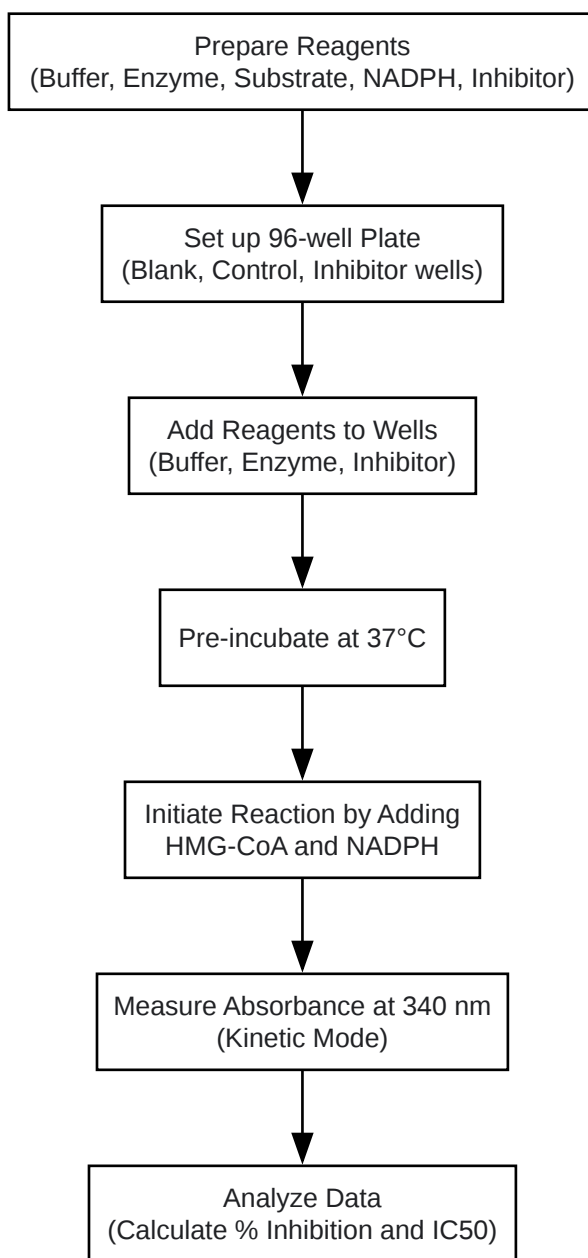 Prepare Reagents
(Buffer, Enzyme, Substrate, NADPH, Inhibitor)
Set up 96-well Plate
(Blank, Control, Inhibitor wells)
Add Reagents to Wells
(Buffer, Enzyme, Inhibitor)
Pre-incubate at 37°C
Initiate Reaction by Adding
HMG-CoA and NADPH
Measure Absorbance at 340 nm
(Kinetic Mode)
Analyze Data
(Calculate % Inhibition and IC50)